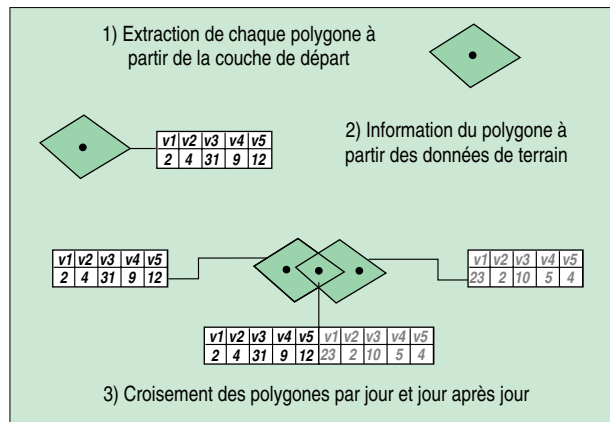 1) Extraction de chaque polygone à
partir de la couche de départ
v1 v2 v3 v4 v5
2 4 31 9 12
2) Information du polygone à
partir des données de terrain
v1 v2 v3 v4 v5
2 4 31 9 12
v1 v2 v3 v4 v5
23 2 10 5 4
v1 v2 v3 v4 v5 v1 v2 v3 v4 v5
2 4 31 9 12 23 2 10 5 4
3) Croisement des polygones par jour et jour après jour